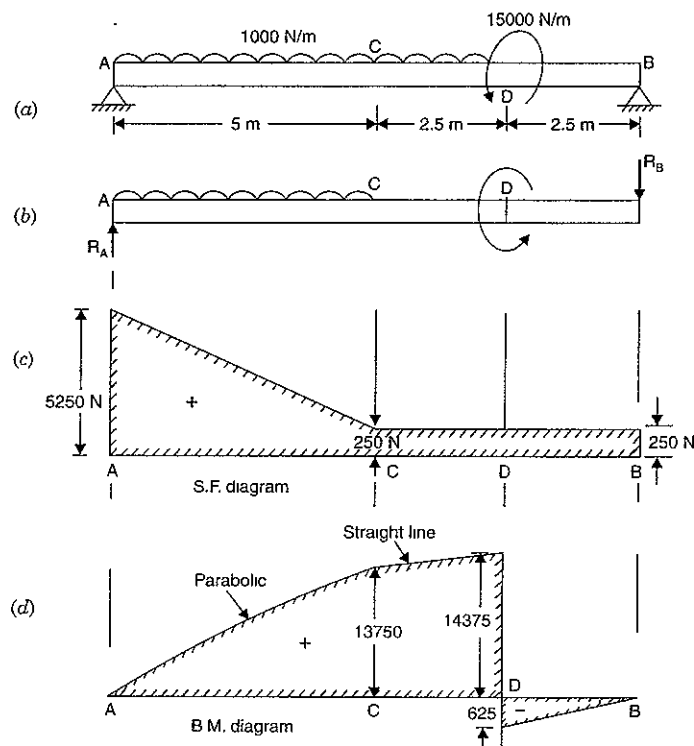 1000 N/m C 15000 N/m
A B
(a) D
5 m 2.5 m 2.5 m
R_B
A C D
(b)
R_A
(c)
5250 N + 250 N 250 N
A C D B
S.F. diagram
Straight line
Parabolic
(d) 13750 14375
+
D
A C 625 − B
B M. diagram